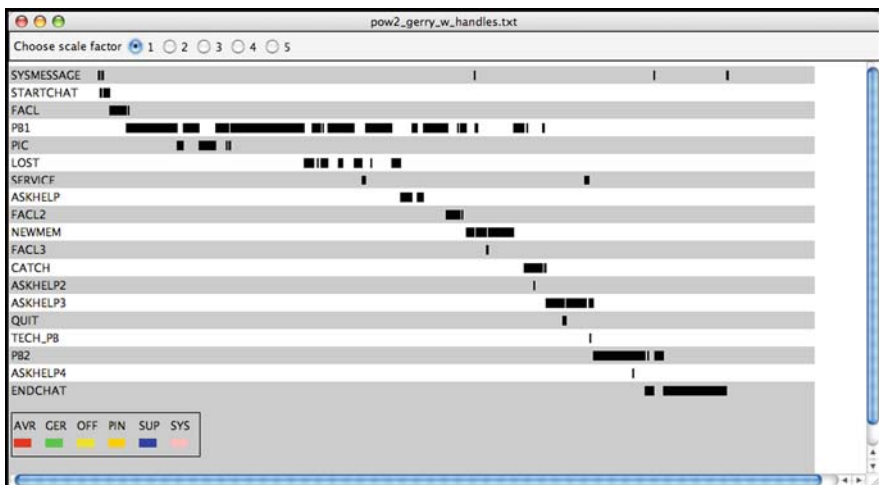 pow2_gerry_w_handles.txt
Choose scale factor 1 2 3 4 5
SYSMESSAGE
STARTCHAT
FACL
PB1
PIC
LOST
SERVICE
ASKHELP
FACL2
NEWMEM
FACL3
CATCH
ASKHELP2
ASKHELP3
QUIT
TECH_PB
PB2
ASKHELP4
ENDCHAT
AVR GER OFF PIN SUP SYS